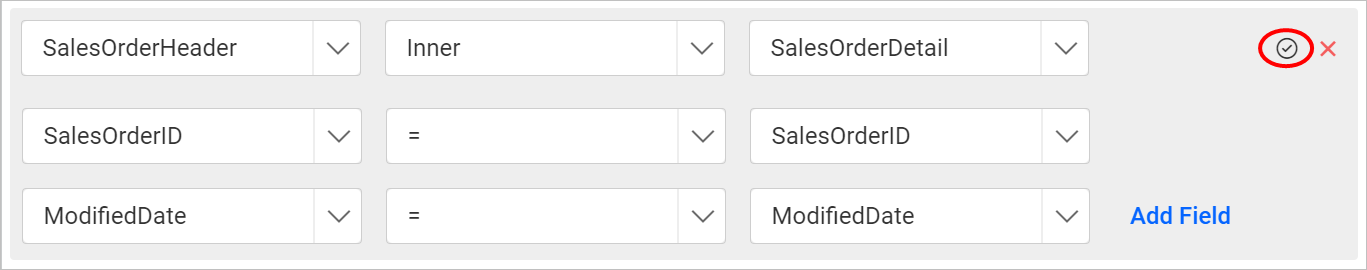 SalesOrderHeader Inner SalesOrderDetail
SalesOrderID = SalesOrderID
ModifiedDate = ModifiedDate Add Field